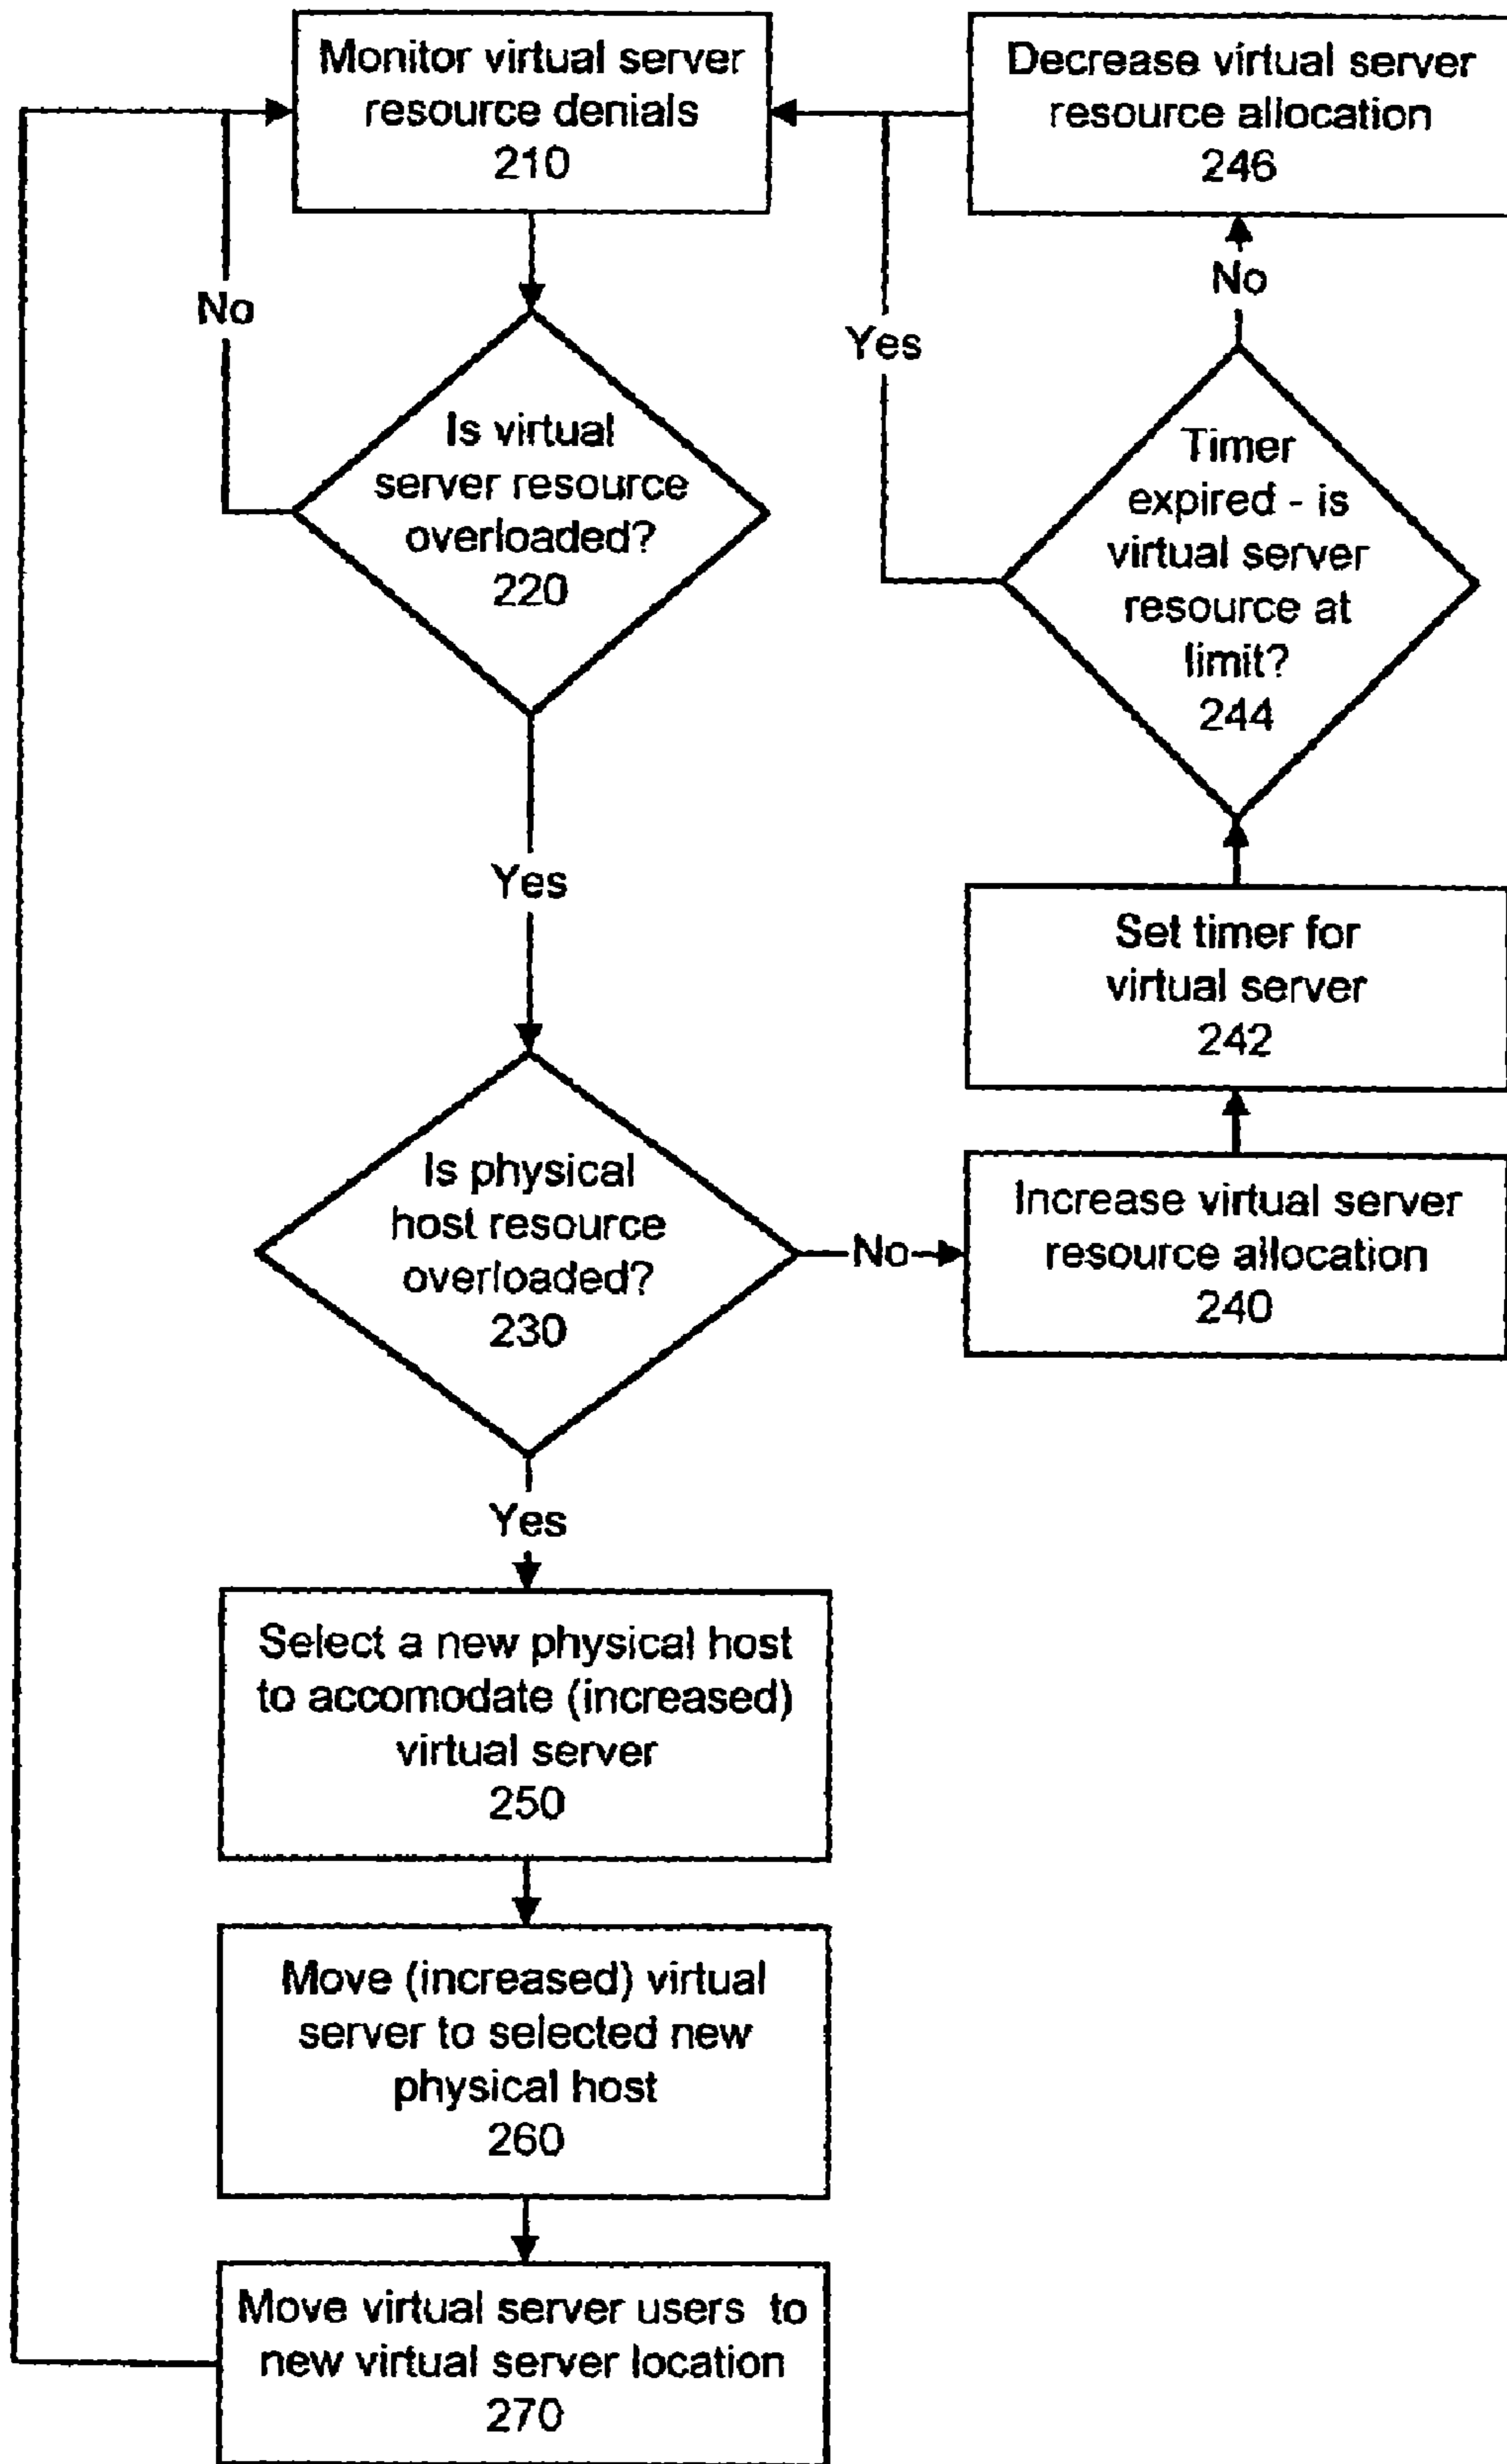 Monitor virtual server
resource denials
210
No
Is virtual
server resource
overloaded?
220
Yes
Is physical
host resource
overloaded?
230
No
Yes
Select a new physical host
to accomodate (increased)
virtual server
250
Move (increased) virtual
server to selected new
physical host
260
Move virtual server users to
new virtual server location
270
Increase virtual server
resource allocation
240
Set timer for
virtual server
242
Timer
expired - is
virtual server
resource at
limit?
244
Yes
No
Decrease virtual server
resource allocation
246